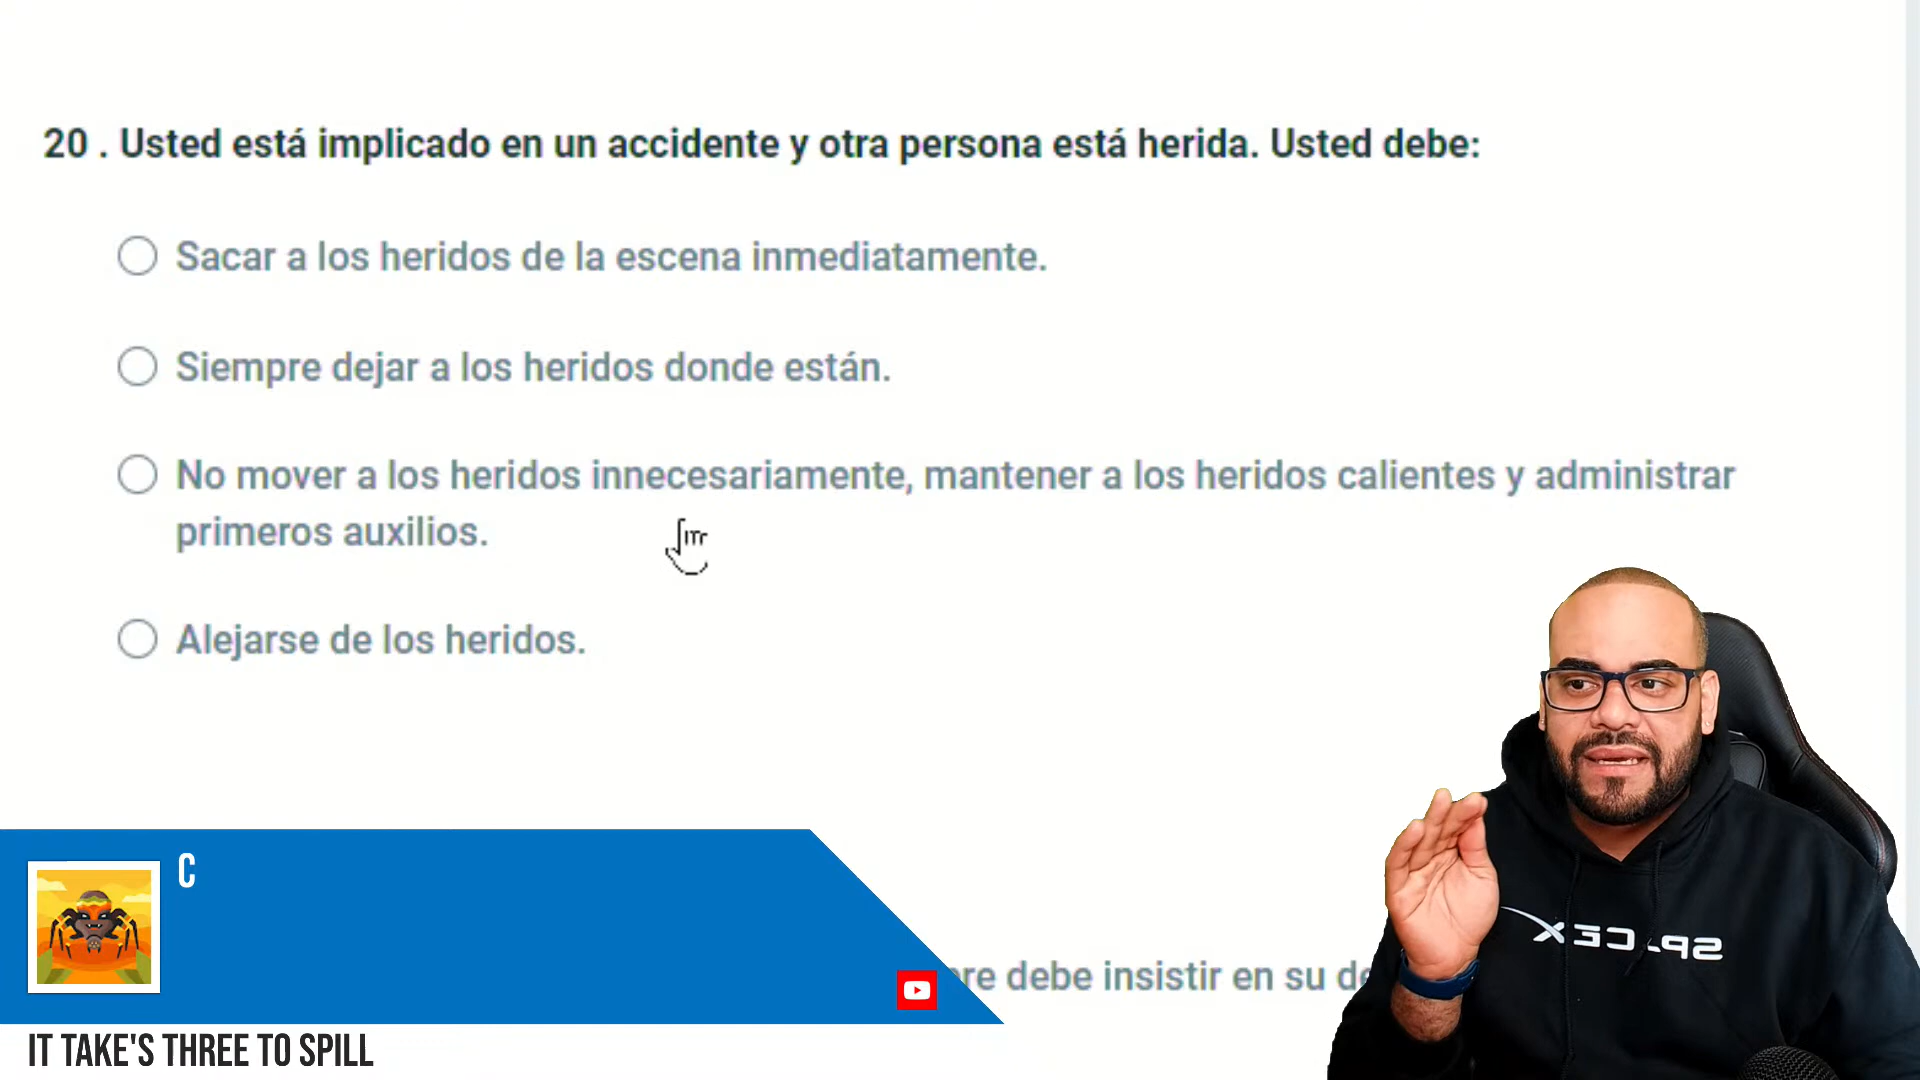 20 . Usted está implicado en un accidente y otra persona está herida. Usted debe:
Sacar a los heridos de la escena inmediatamente.
Siempre dejar a los heridos donde están.
No mover a los heridos innecesariamente, mantener a los heridos calientes y administrar
primeros auxilios.
Alejarse de los heridos.
C
re debe insistir en su de
SPACEX
IT TAKE'S THREE TO SPILL